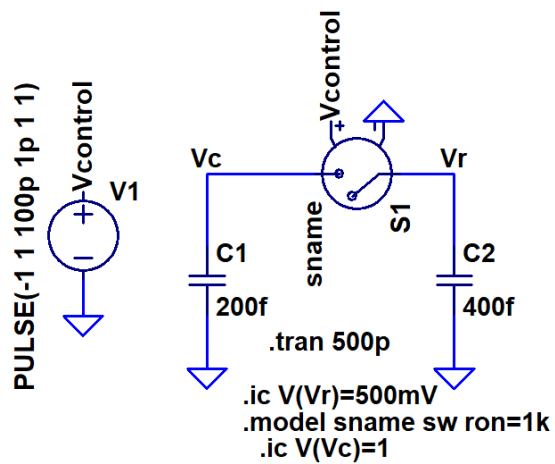 PULSE(-1 1 100p 1p 1 1)
Vcontrol
V1
+
−
Vcontrol
+
Vc
Vr
sname
S1
C1
200f
C2
400f
.tran 500p
.ic V(Vr)=500mV
.model sname sw ron=1k
.ic V(Vc)=1